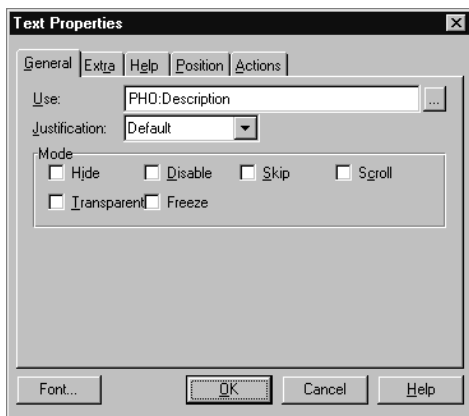 Text Properties
General Extra Help Position Actions
Use: PHO:Description ...
Justification: Default
Mode
Hide Disable Skip Scroll
Transparent Freeze
Font... OK Cancel Help